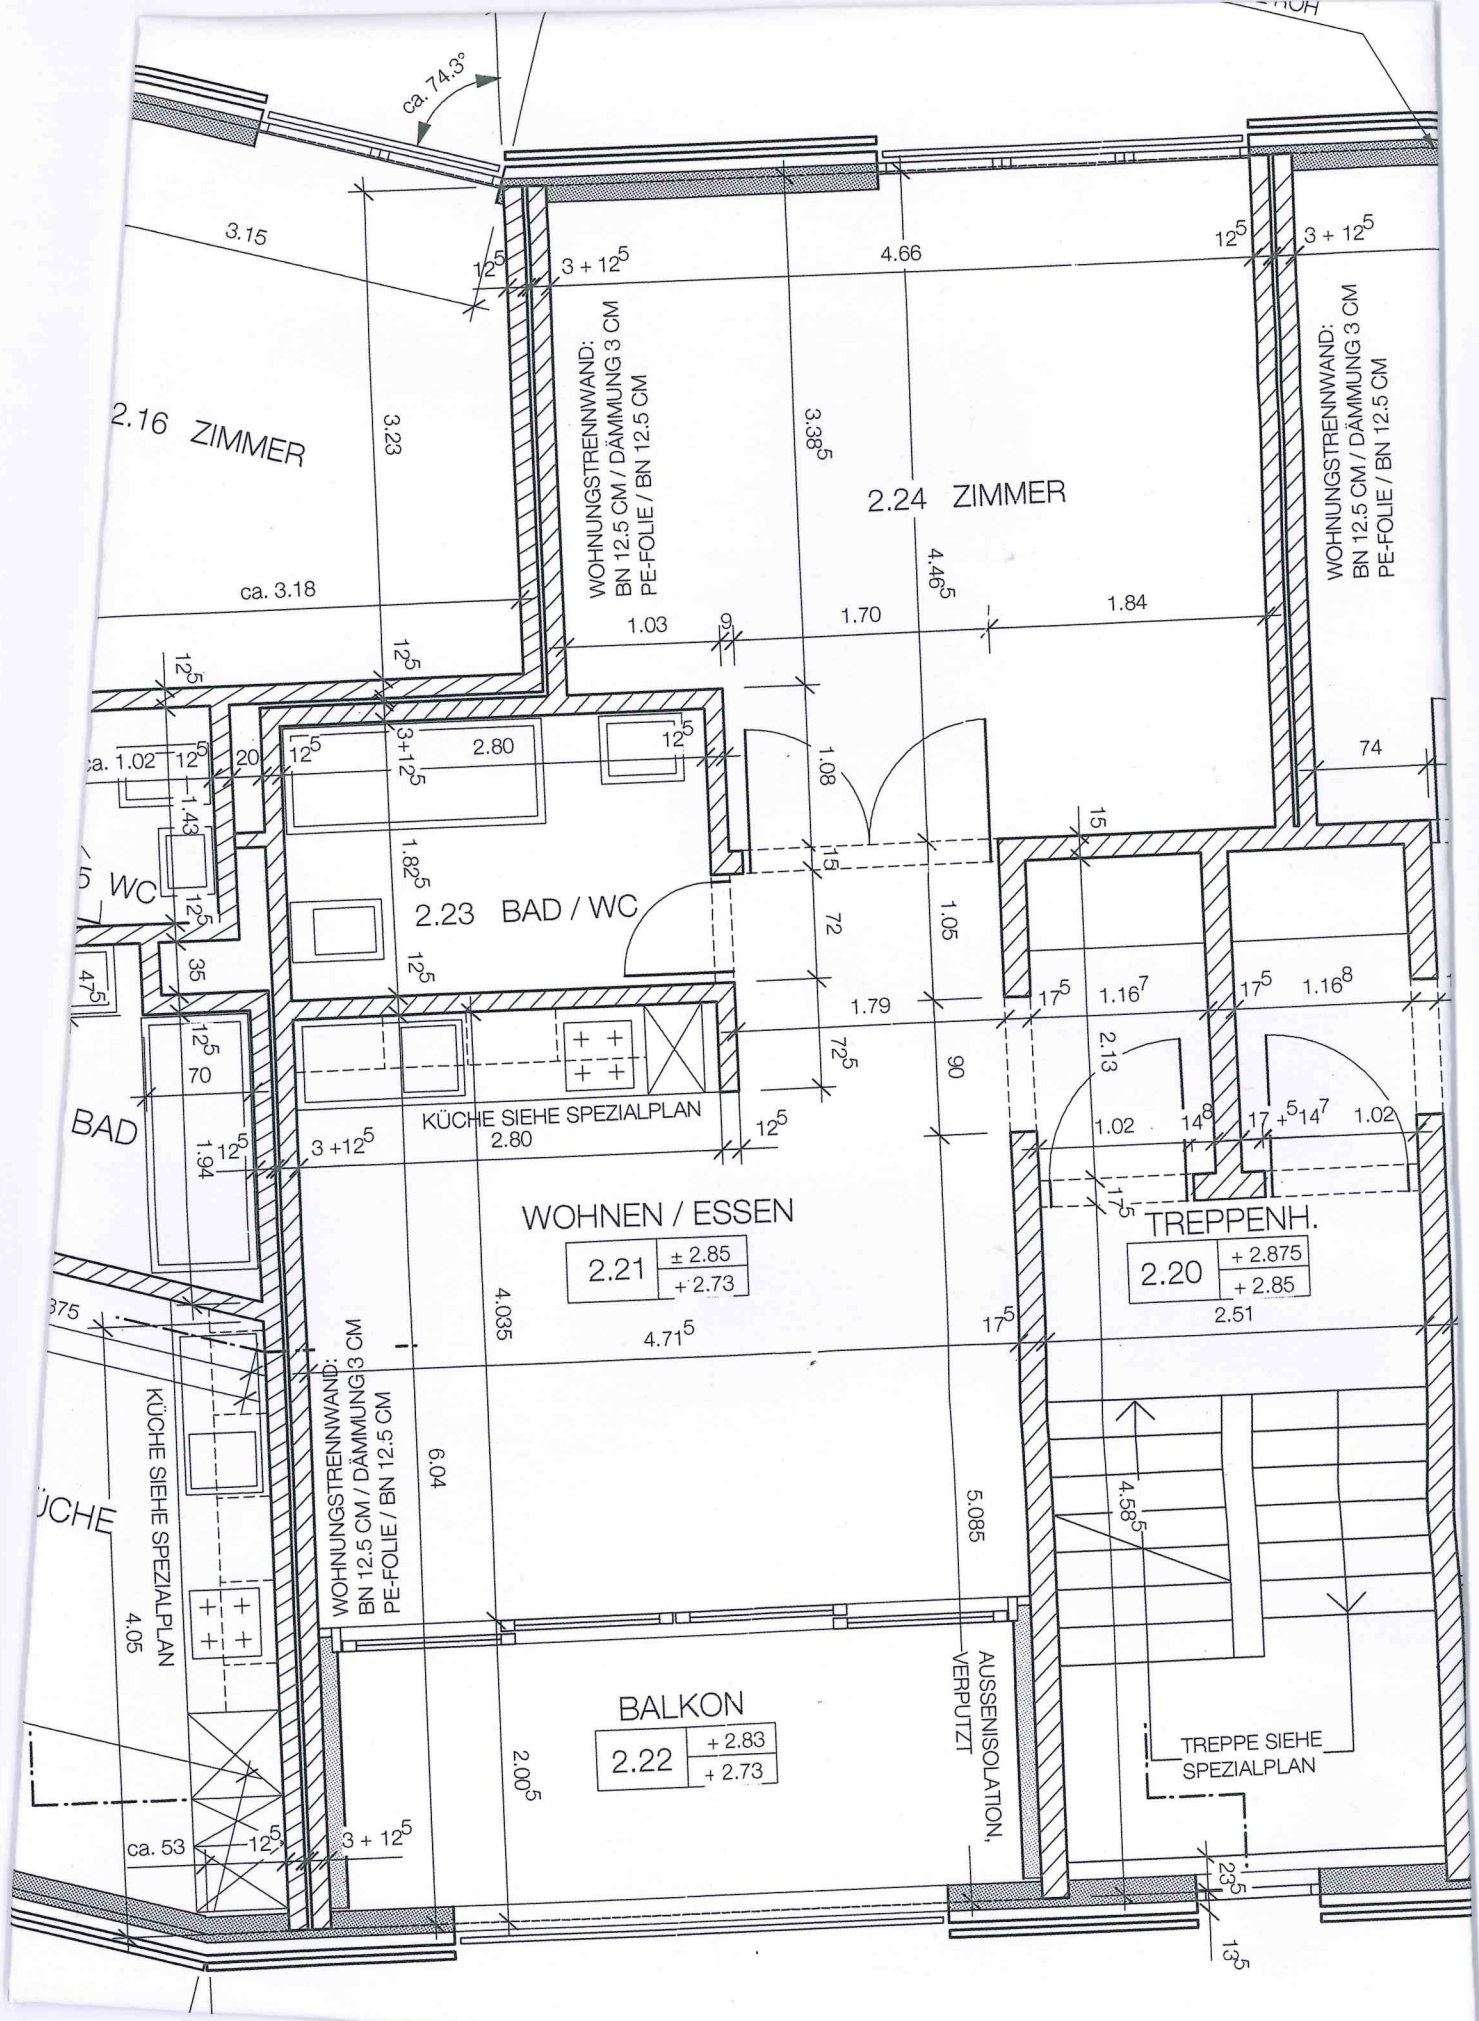 ca. 74.3°
3.15
12⁵
3 + 12⁵
4.66
12⁵
3 + 12⁵
WOHNUNGSTRENNWAND:
BN 12.5 CM / DÄMMUNG 3 CM
PE-FOLIE / BN 12.5 CM
WOHNUNGSTRENNWAND:
BN 12.5 CM / DÄMMUNG 3 CM
PE-FOLIE / BN 12.5 CM
2.16 ZIMMER
3.23
3.38⁵
2.24 ZIMMER
4.46⁵
ca. 3.18
1.03
9
1.70
1.84
12⁵
12⁵
3+12⁵
ca. 1.02
12⁵
20
12⁵
2.80
12⁵
1.08
74
1.43
15
15
1.82⁵
5 WC
12⁵
2.23 BAD / WC
72
1.05
12⁵
35
47⁵
1.79
17⁵
1.16⁷
17⁵
1.16⁸
12⁵
72⁵
90
2.13
70
KÜCHE SIEHE SPEZIALPLAN
BAD
1.94
12⁵
3 +12⁵
2.80
12⁵
1.02
14⁸
17 +⁵14⁷
1.02
17⁵
WOHNEN / ESSEN
2.21
± 2.85
+ 2.73
TREPPENH.
2.20
+ 2.875
+ 2.85
375
4.035
4.71⁵
17⁵
2.51
WOHNUNGSTRENNWAND:
BN 12.5 CM / DÄMMUNG 3 CM
PE-FOLIE / BN 12.5 CM
KÜCHE SIEHE SPEZIALPLAN
ÜCHE
6.04
5.085
4.58⁵
4.05
AUSSENISOLATION,
VERPUTZT
BALKON
2.22
+ 2.83
+ 2.73
2.00⁵
TREPPE SIEHE
SPEZIALPLAN
ca. 53
12⁵
3 + 12⁵
23⁵
13⁵